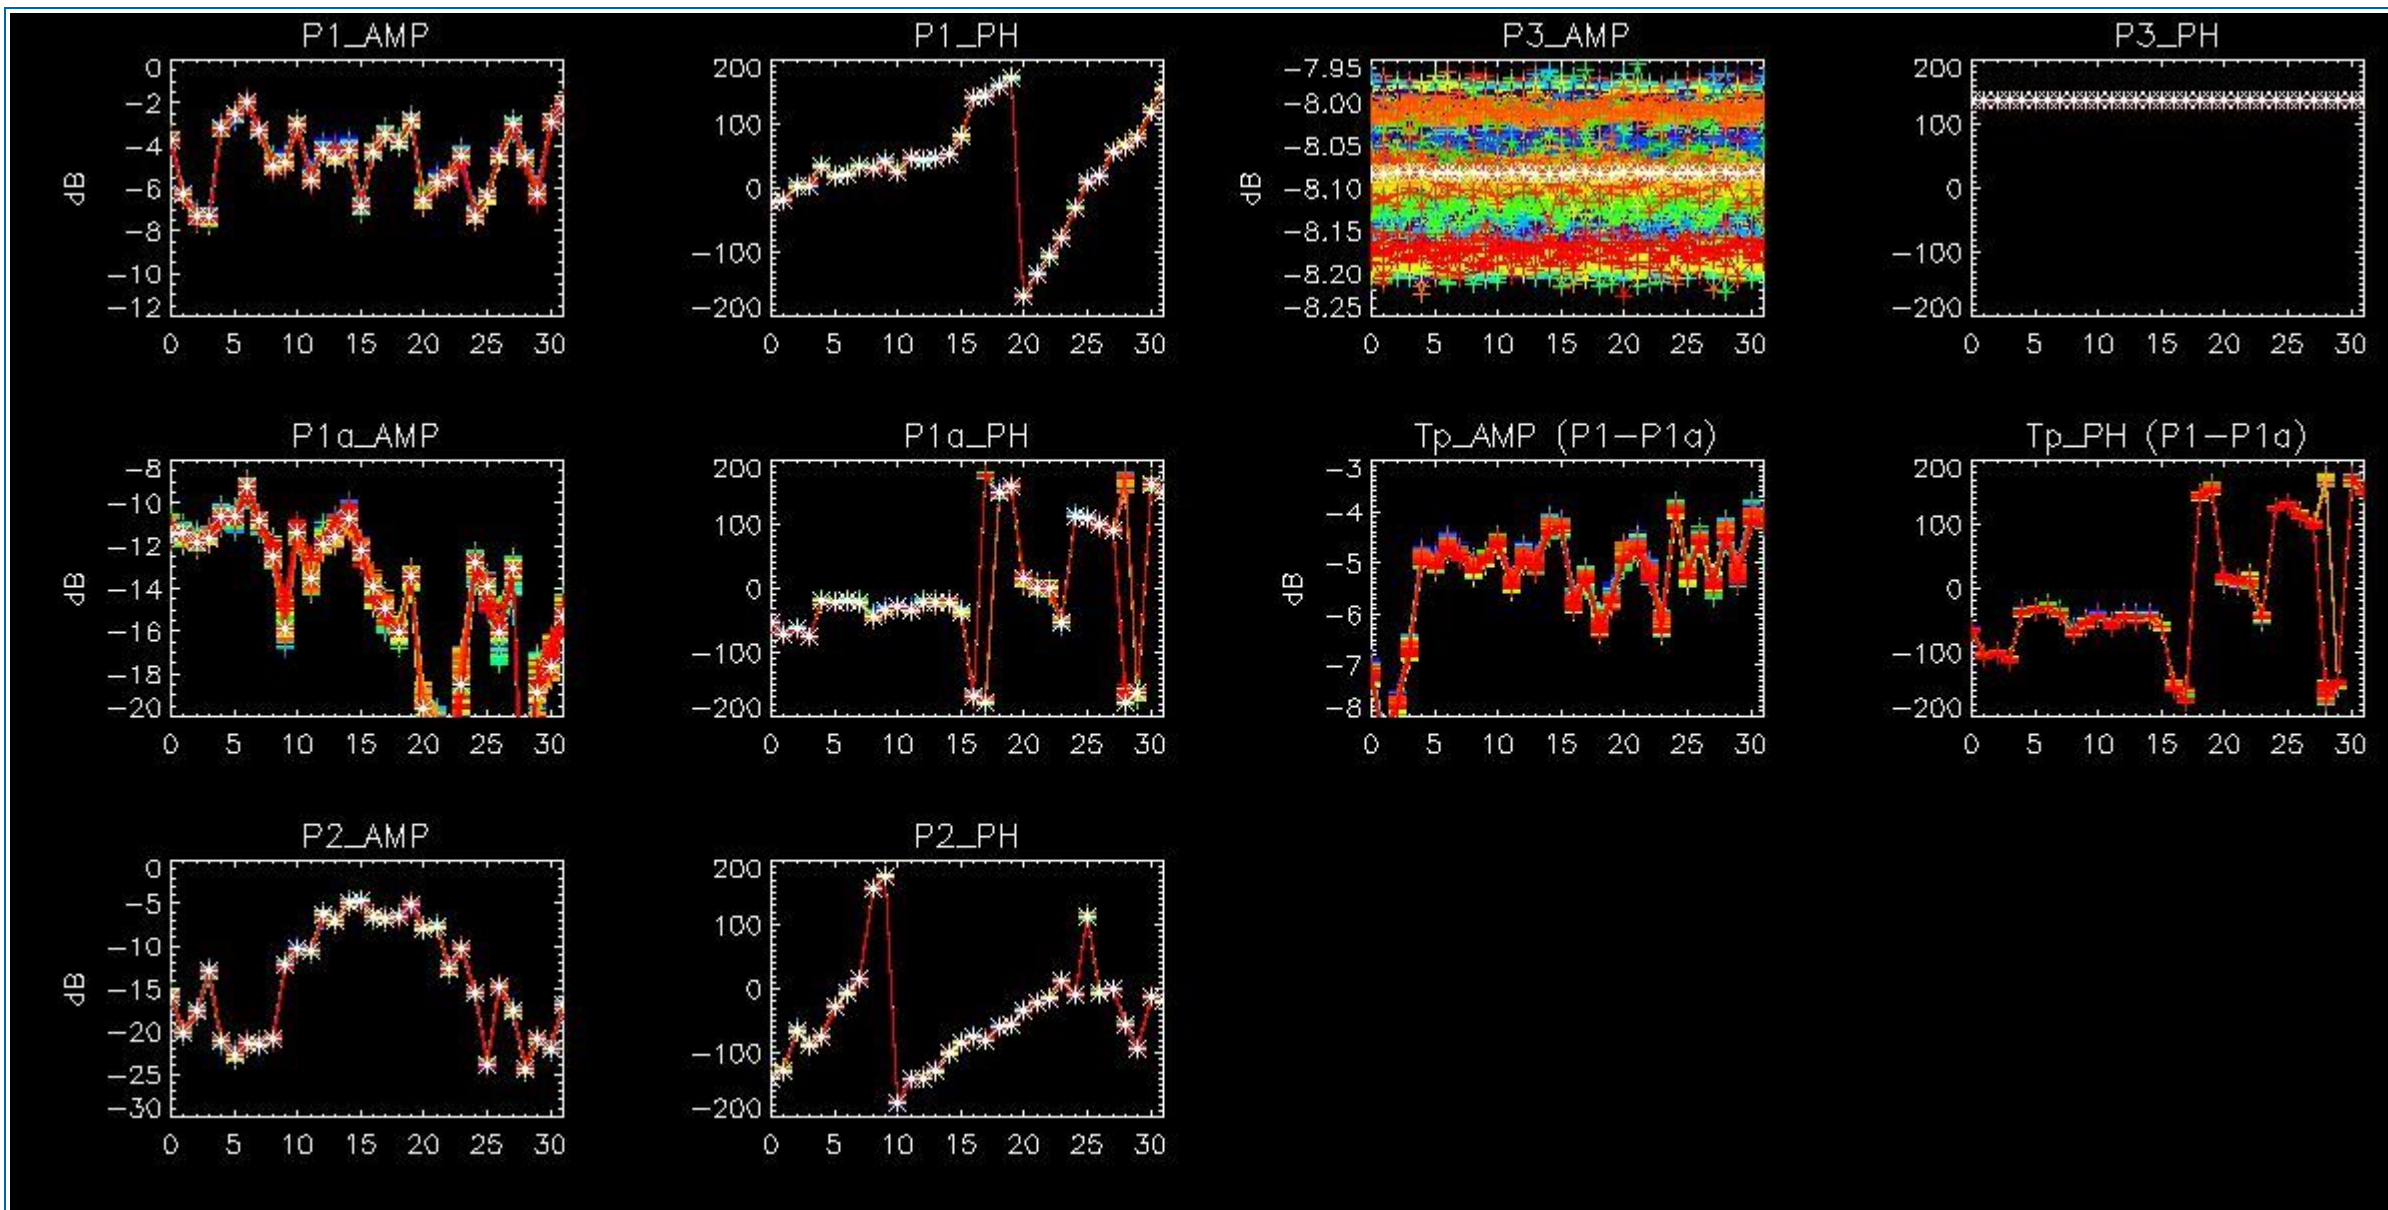 P1_AMP
0
−2
−4
−6
−8
−10
−12
dB
0 5 10 15 20 25 30
P1_PH
200
100
0
−100
−200
0 5 10 15 20 25 30
P3_AMP
−7.95
−8.00
−8.05
−8.10
−8.15
−8.20
−8.25
dB
0 5 10 15 20 25 30
P3_PH
200
100
0
−100
−200
0 5 10 15 20 25 30
P1a_AMP
−8
−10
−12
−14
−16
−18
−20
dB
0 5 10 15 20 25 30
P1a_PH
200
100
0
−100
−200
0 5 10 15 20 25 30
Tp_AMP (P1−P1a)
−3
−4
−5
−6
−7
−8
dB
0 5 10 15 20 25 30
Tp_PH (P1−P1a)
200
100
0
−100
−200
0 5 10 15 20 25 30
P2_AMP
0
−5
−10
−15
−20
−25
−30
dB
0 5 10 15 20 25 30
P2_PH
200
100
0
−100
−200
0 5 10 15 20 25 30